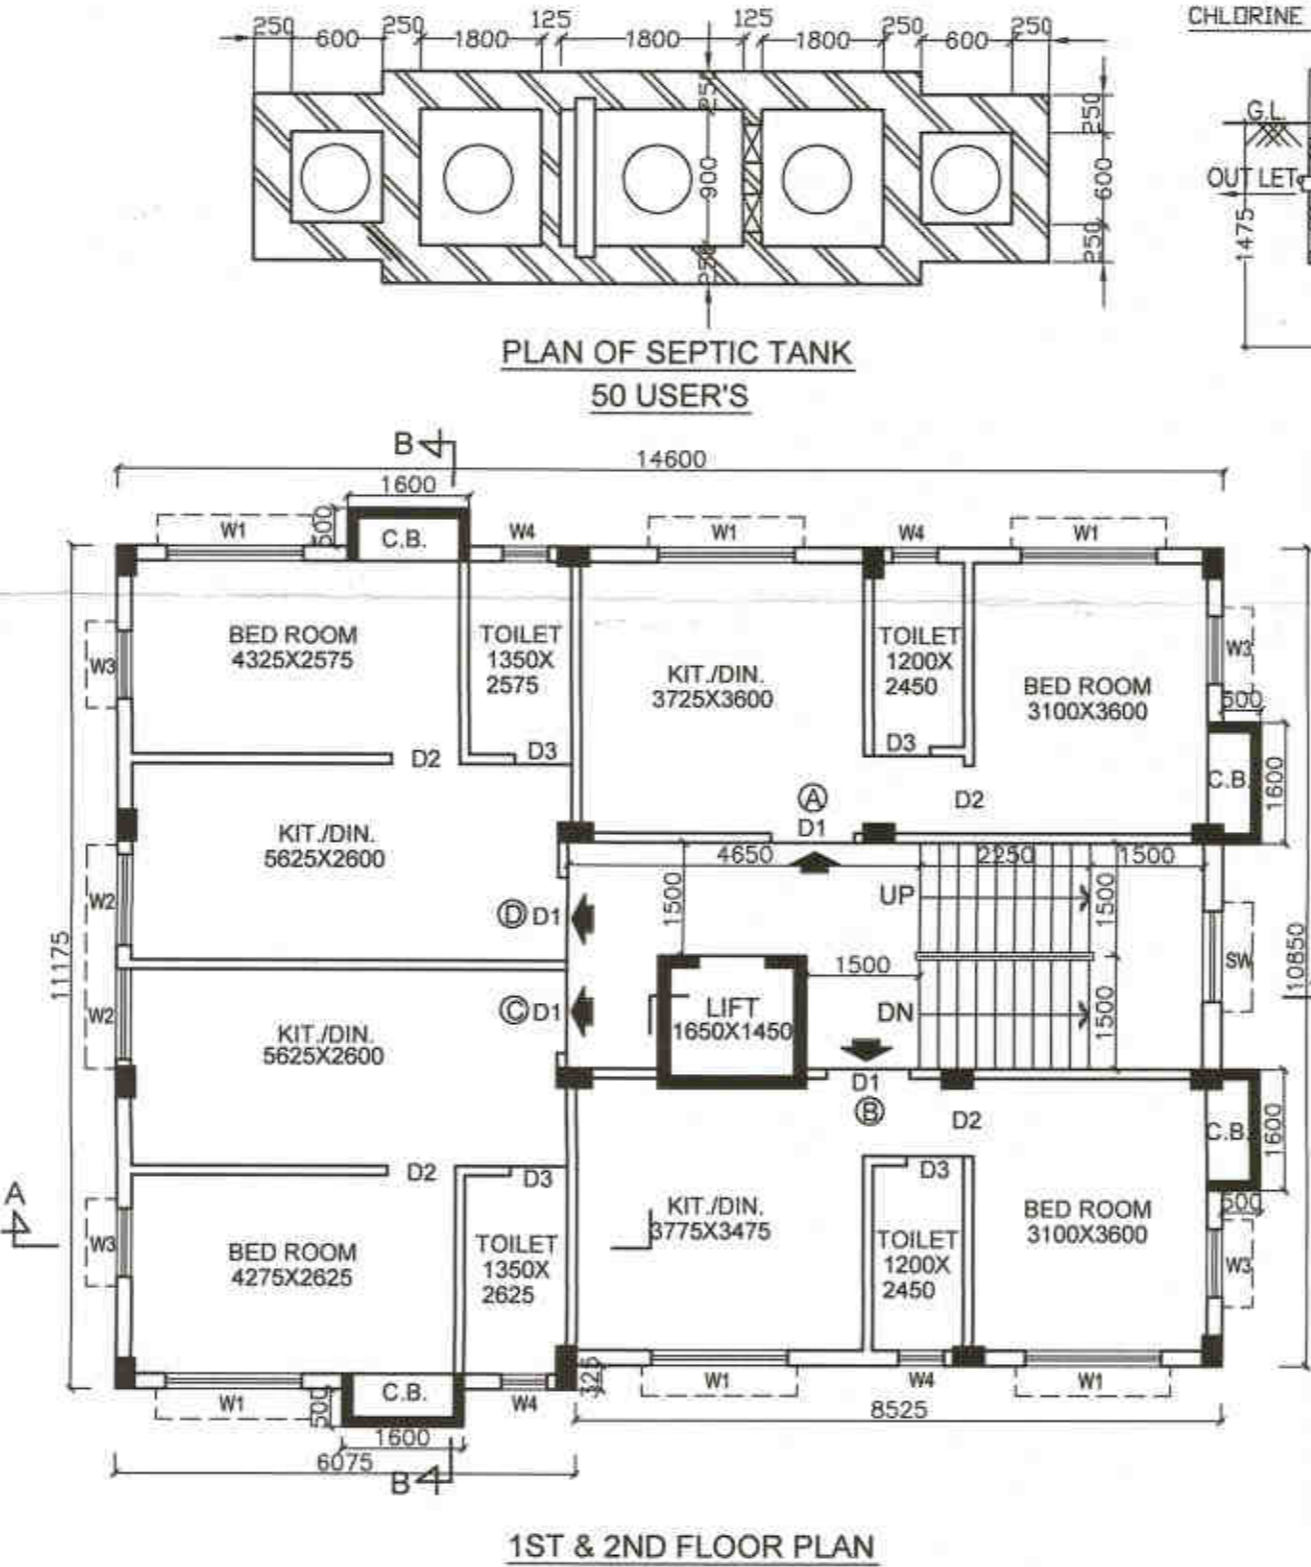 250 250 125 125 250 250
600 1800 1800 1800 600
CHLORINE
250
250
G.L.
900
600
OUT LET
250
250
1475
PLAN OF SEPTIC TANK
50 USER'S
B
14600
1600
500
W1
C.B.
W4
W1
W4
W1
BED ROOM
4325X2575
TOILET
1350X
2575
KIT./DIN.
3725X3600
TOILET
1200X
2450
BED ROOM
3100X3600
W3
W3
500
D2
D3
D3
C.B.
1600
A
D1
D2
KIT./DIN.
5625X2600
4650
2250
1500
W2
D D1
1500
UP
1500
11175
SW
10850
1500
W2
C D1
LIFT
1650X1450
DN
1500
KIT./DIN.
5625X2600
D1
B
D2
C.B.
1600
D2
D3
D3
A
W3
BED ROOM
4275X2625
TOILET
1350X
2625
KIT./DIN.
3775X3475
TOILET
1200X
2450
BED ROOM
3100X3600
500
W3
W1
500
C.B.
W4
325
W1
W4
W1
8525
1600
6075
B
1ST & 2ND FLOOR PLAN